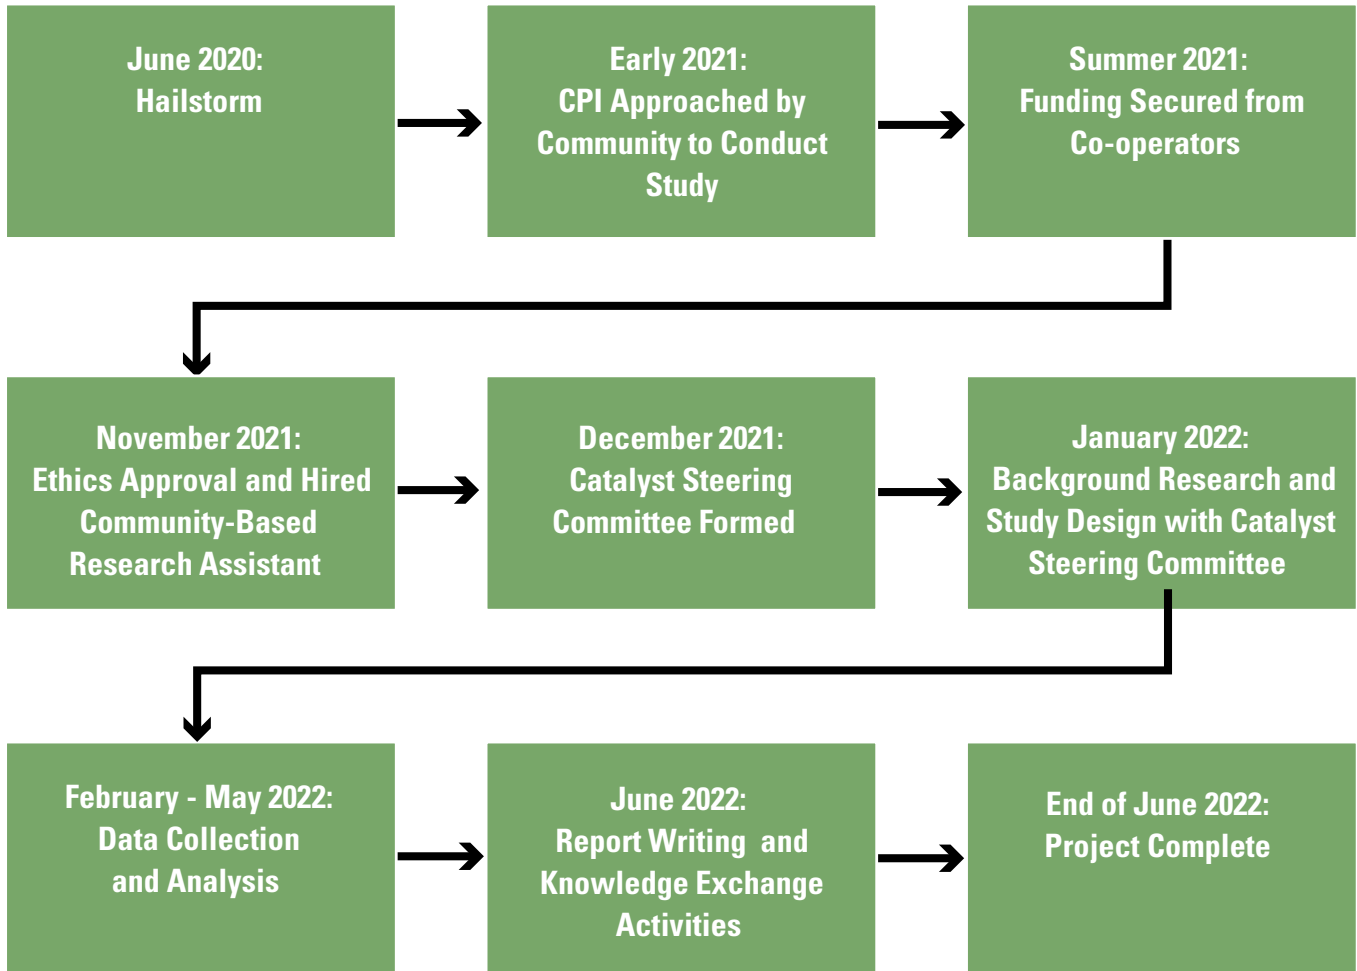 June 2020:
Hailstorm
Early 2021:
CPI Approached by
Community to Conduct
Study
Summer 2021:
Funding Secured from
Co-operators
November 2021:
Ethics Approval and Hired
Community-Based
Research Assistant
December 2021:
Catalyst Steering
Committee Formed
January 2022:
Background Research and
Study Design with Catalyst
Steering Committee
February - May 2022:
Data Collection
and Analysis
June 2022:
Report Writing  and
Knowledge Exchange
Activities
End of June 2022:
Project Complete